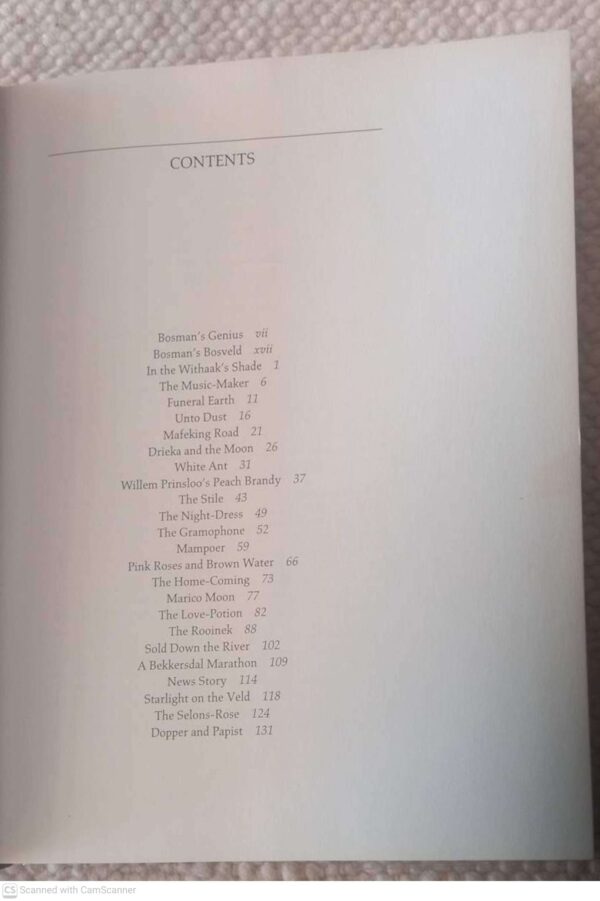 CONTENTS
Bosman's Genius vii
Bosman's Bosveld xvii
In the Withaak's Shade 1
The Music-Maker 6
Funeral Earth 11
Unto Dust 16
Mafeking Road 21
Drieka and the Moon 26
White Ant 31
Willem Prinsloo's Peach Brandy 37
The Stile 43
The Night-Dress 49
The Gramophone 52
Mampoer 59
Pink Roses and Brown Water 66
The Home-Coming 73
Marico Moon 77
The Love-Potion 82
The Rooinek 88
Sold Down the River 102
A Bekkersdal Marathon 109
News Story 114
Starlight on the Veld 118
The Selons-Rose 124
Dopper and Papist 131
CS Scanned with CamScanner